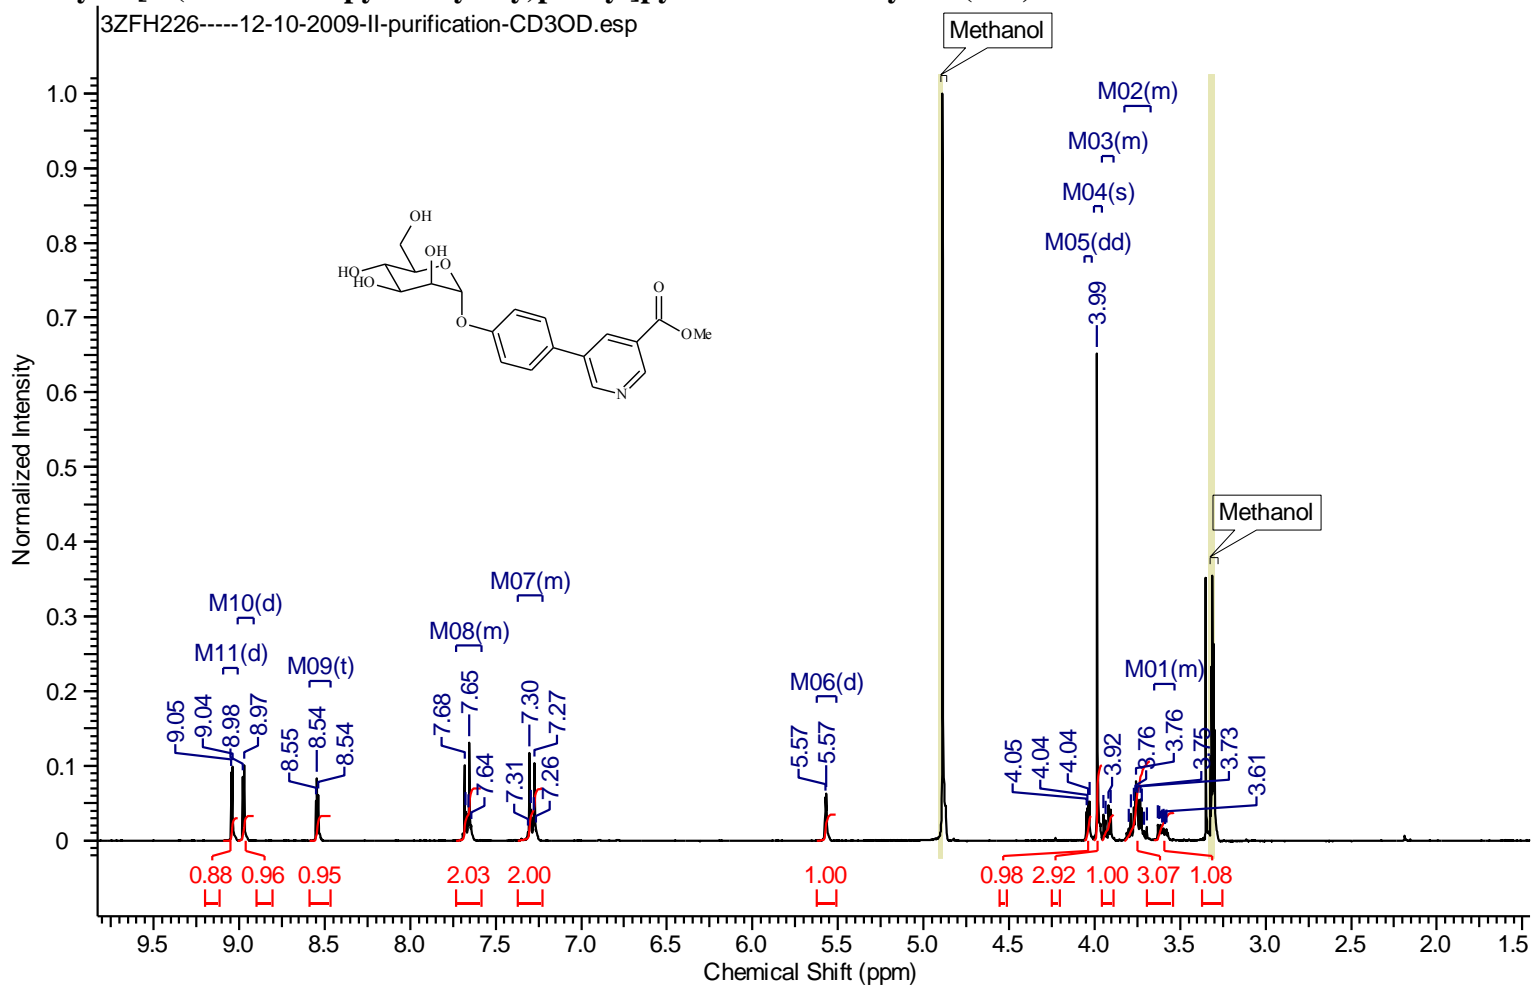 3ZFH226-----12-10-2009-II-purification-CD3OD.esp
Methanol
M02(m)
M03(m)
M04(s)
M05(dd)
3.99
Methanol
M01(m)
M07(m)
M10(d)
M08(m)
M11(d)
M09(t)
M06(d)
9.05
9.04
8.98
8.97
8.55
8.54
8.54
7.68
7.65
7.64
7.31
7.30
7.27
7.26
5.57
5.57
4.05
4.04
4.04
3.92
3.76
3.76
3.75
3.73
3.61
OH
OH
HO
HO
O
O
O
OMe
N
1.0
0.9
0.8
0.7
0.6
0.5
0.4
0.3
0.2
0.1
0
Normalized Intensity
0.88 0.96 0.95 2.03 2.00 1.00 0.98 2.92 1.00 3.07 1.08
9.5 9.0 8.5 8.0 7.5 7.0 6.5 6.0 5.5 5.0 4.5 4.0 3.5 3.0 2.5 2.0 1.5
Chemical Shift (ppm)